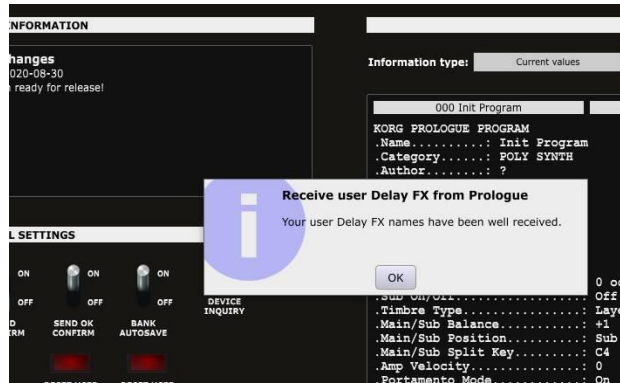 NFORMATION
hanges
020-08-30
ready for release!
Information type: Current values
000 Init Program
KORG PROLOGUE PROGRAM
.Name..........: Init Program
.Category......: POLY SYNTH
.Author........: ?
Receive user Delay FX from Prologue
Your user Delay FX names have been well received.
OK
L SETTINGS
ON ON ON
OFF OFF OFF
DEVICE
INQUIRY
SEND OK
CONFIRM
BANK
AUTOSAVE
.Sub On/Off..................: Off
.Timbre Type.................: Laye
.Main/Sub Balance............: +1
.Main/Sub Position...........: Sub
.Main/Sub Split Key..........: C4
.Amp Velocity................: 0
.Portamento Mode.............: On